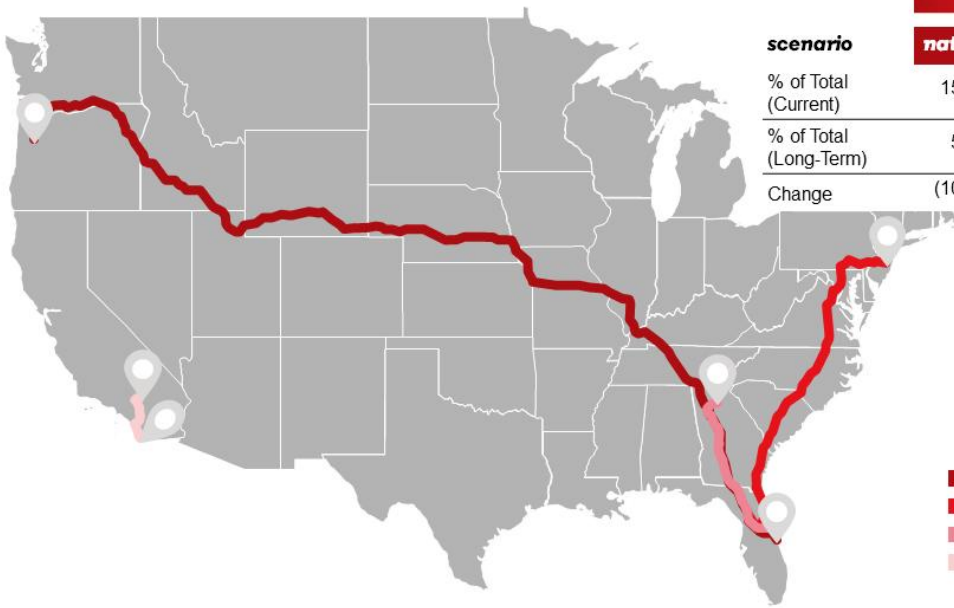 scenario
% of Total
(Current)
% of Total
(Long-Term)
Change